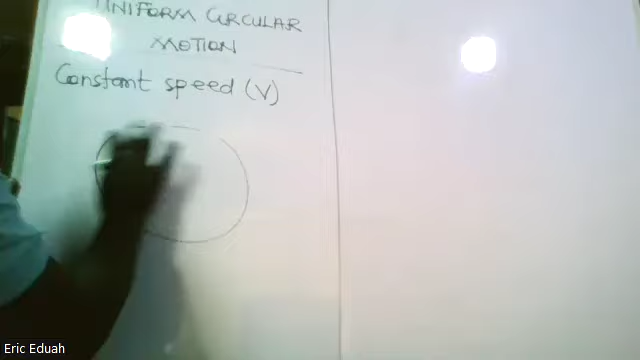 UNIFORM CIRCULAR
MOTION
Constant speed (V)
Eric Eduah